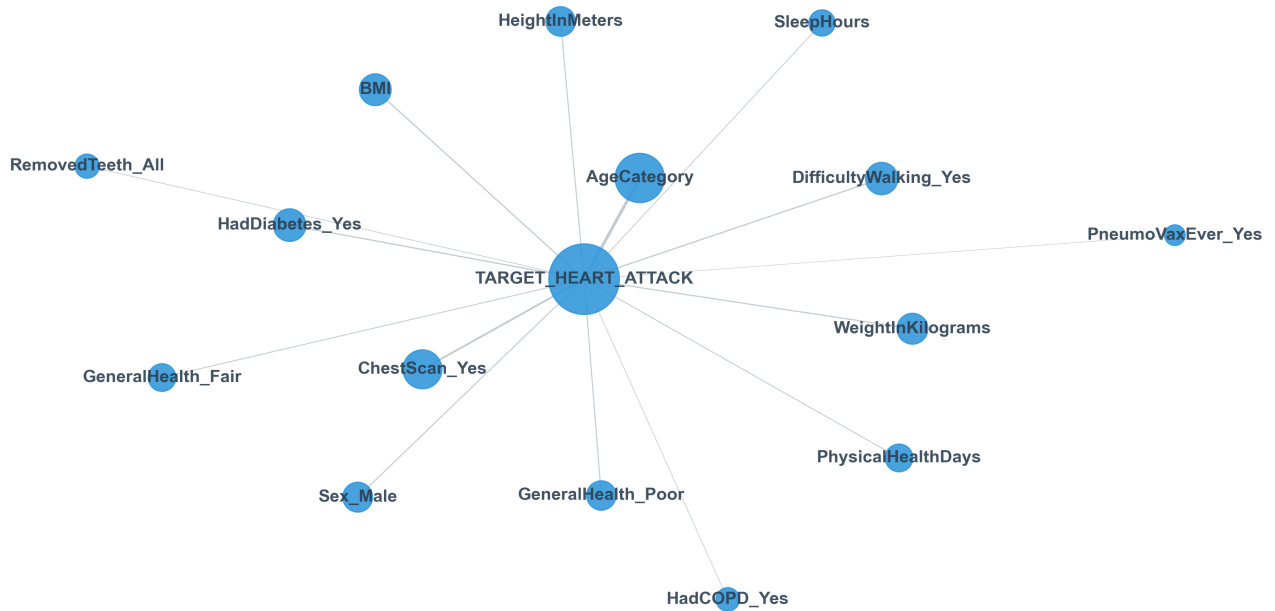 HeightInMeters
SleepHours
BMI
RemovedTeeth_All
AgeCategory
DifficultyWalking_Yes
HadDiabetes_Yes
PneumoVaxEver_Yes
TARGET_HEART_ATTACK
WeightInKilograms
ChestScan_Yes
GeneralHealth_Fair
PhysicalHealthDays
Sex_Male
GeneralHealth_Poor
HadCOPD_Yes